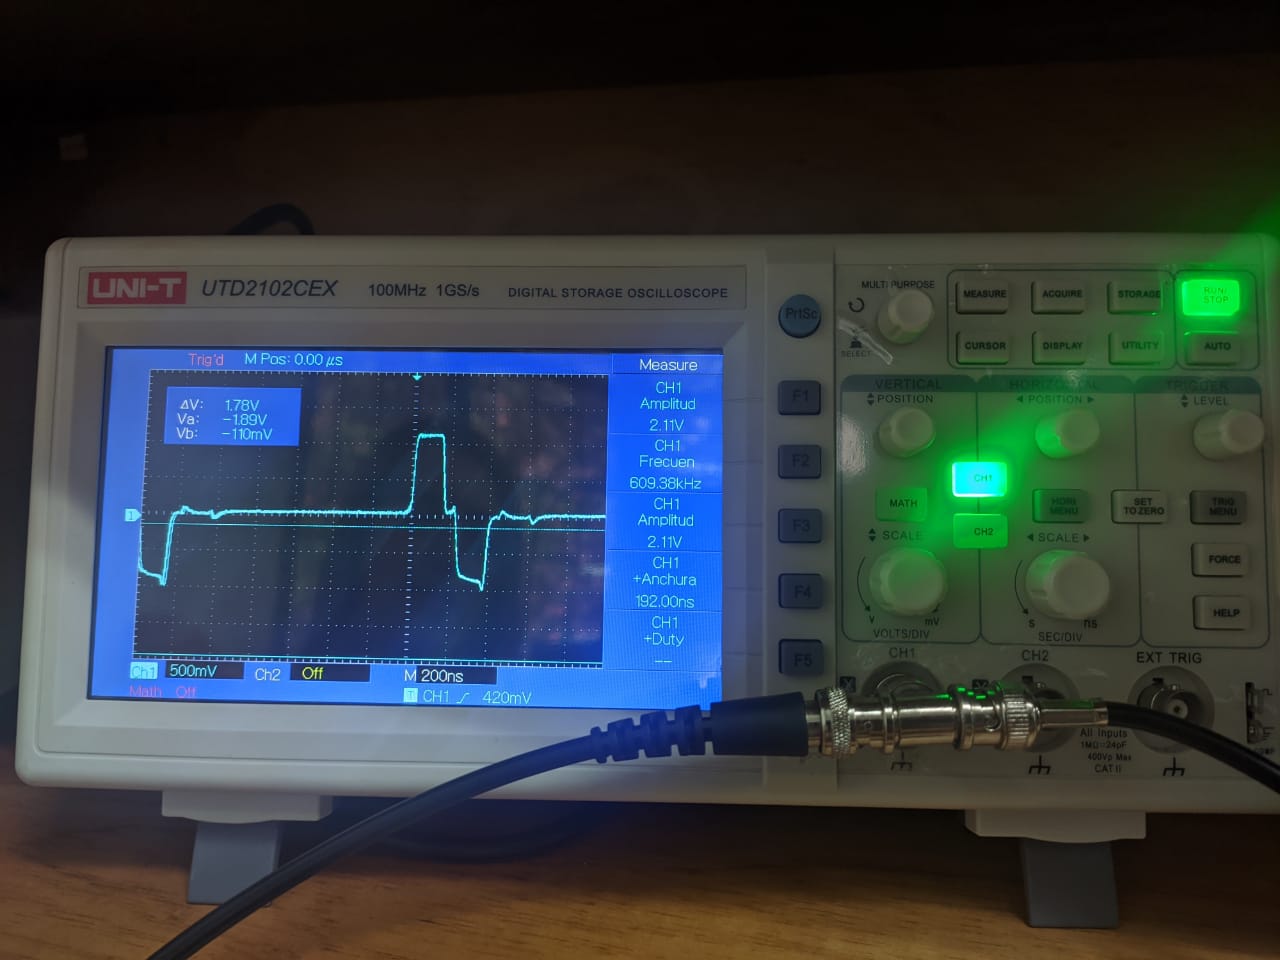 UNI-T UTD2102CEX 100MHz 1GS/s DIGITAL STORAGE OSCILLOSCOPE
Trig'd M Pos: 0.00 μs
ΔV: 1.78V
Va: -1.89V
Vb: -110mV
1
Measure
CH1
Amplitud
2.11V
CH1
Frecuen
609.38kHz
CH1
Amplitud
2.11V
CH1
+Anchura
192.00ns
CH1
+Duty
---
Ch1 500mV Ch2 Off M 200ns
Math Off T CH1 420mV
PrtSc
F1
F2
F3
F4
F5
MULTI PURPOSE
SELECT
MEASURE ACQUIRE STORAGE RUN/
STOP
CURSOR DISPLAY UTILITY AUTO
VERTICAL HORIZONTAL TRIGGER
POSITION POSITION LEVEL
CH1
MATH HORI
MENU SET
TO ZERO TRIG
MENU
CH2
SCALE SCALE FORCE
HELP
V mV s ns
VOLTS/DIV SEC/DIV
CH1 CH2 EXT TRIG
X Y
All Inputs
1MΩ=24pF
400Vp Max
CAT II